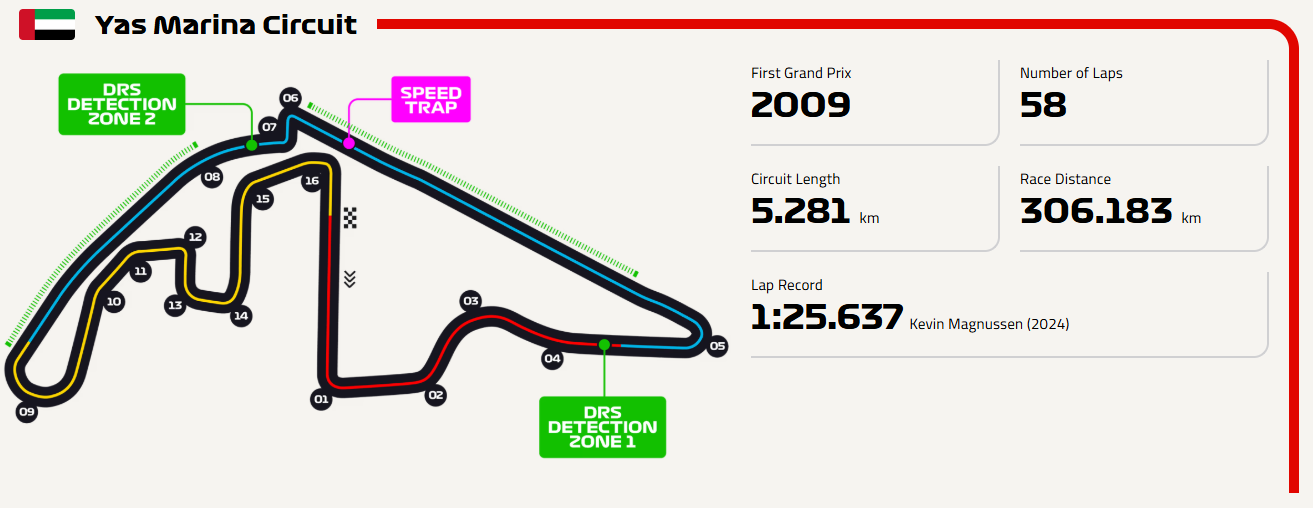 Yas Marina Circuit
DRS
DETECTION
ZONE 2
06
SPEED
TRAP
07
08
16
15
12
11
10
13
14
03
04
05
09
01
02
DRS
DETECTION
ZONE 1
First Grand Prix
2009
Number of Laps
58
Circuit Length
5.281 km
Race Distance
306.183 km
Lap Record
1:25.637 Kevin Magnussen (2024)